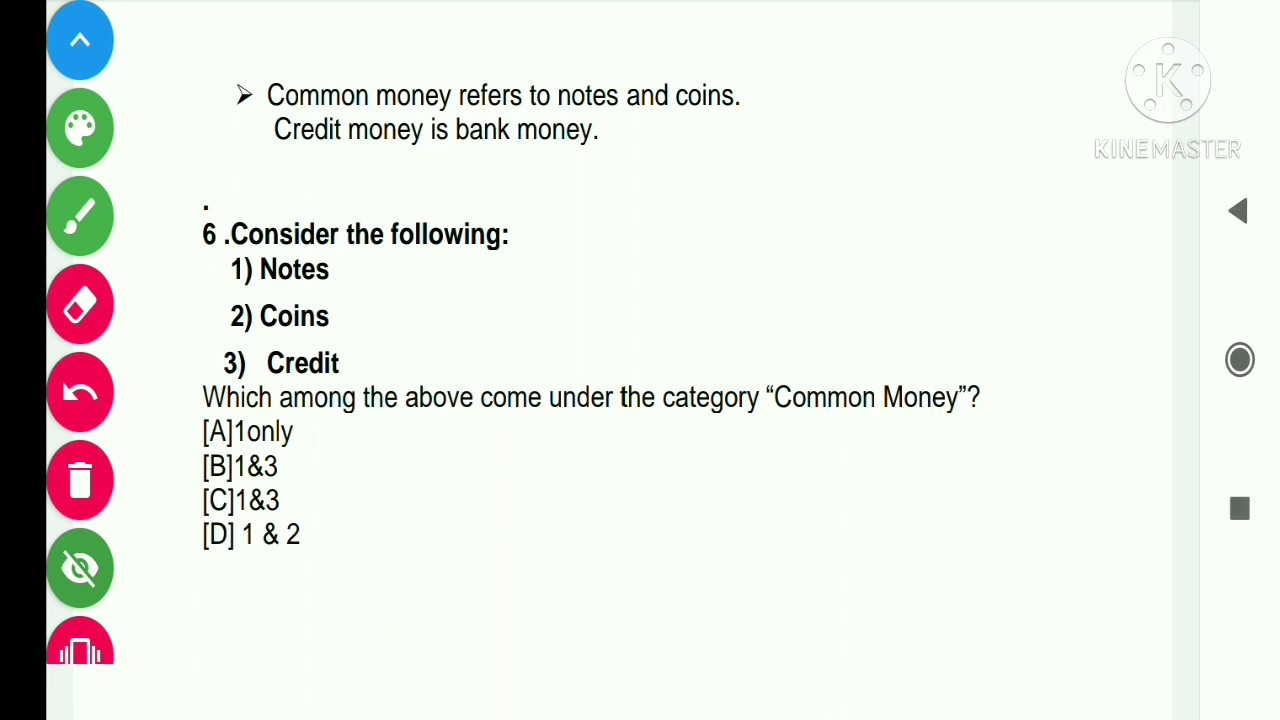 ➢ Common money refers to notes and coins.
Credit money is bank money.
.
6 .Consider the following:
1) Notes
2) Coins
3) Credit
Which among the above come under the category “Common Money”?
[A]1only
[B]1&3
[C]1&3
[D] 1 & 2
K
KINEMASTER